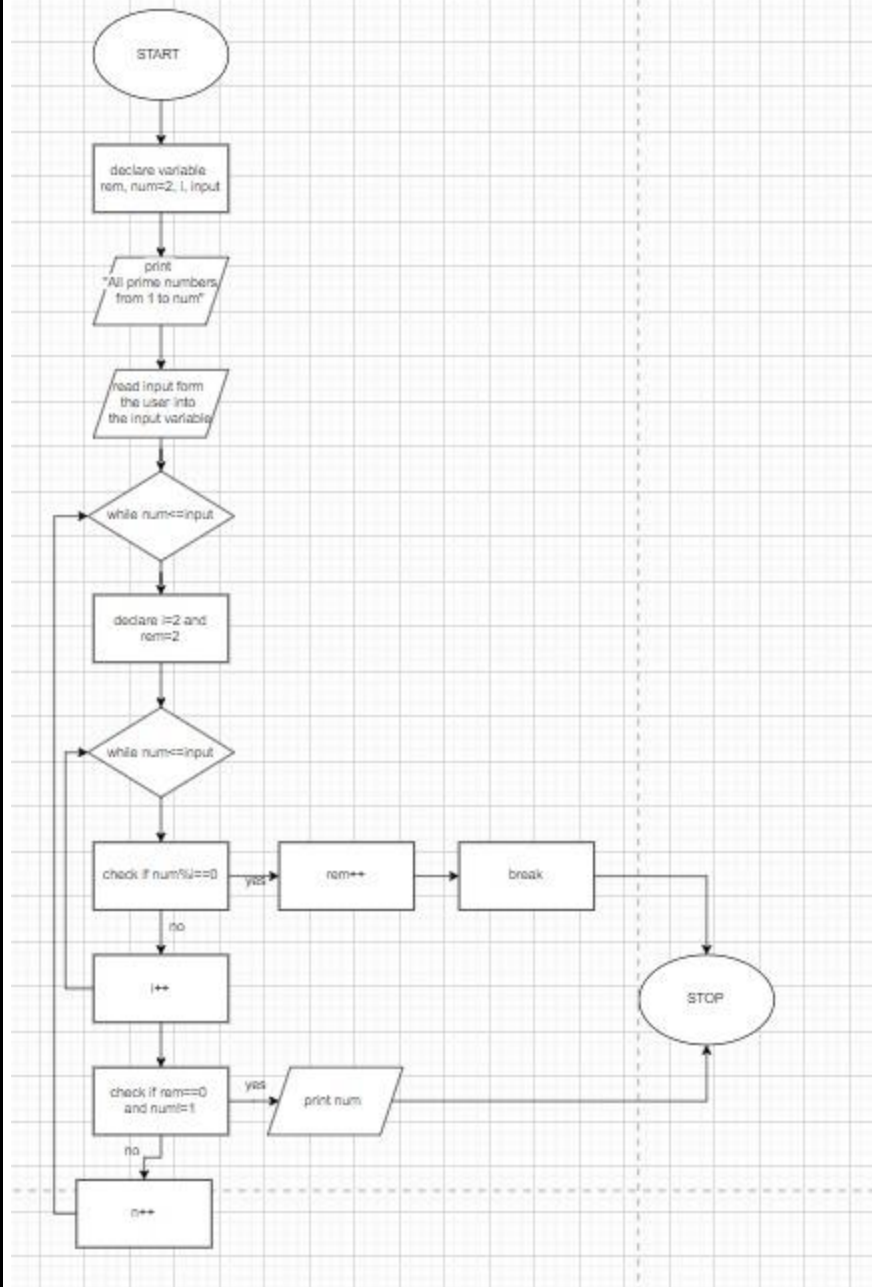 START
declare variable
rem, num=2, i, input
print
"All prime numbers
from 1 to num"
read input form
the user into
the input variable
while num<=input
declare i=2 and
rem=2
while num<=input
check if num%i==0
yes
rem++
break
no
i++
STOP
check if rem==0
and num!=1
yes
print num
no
n++